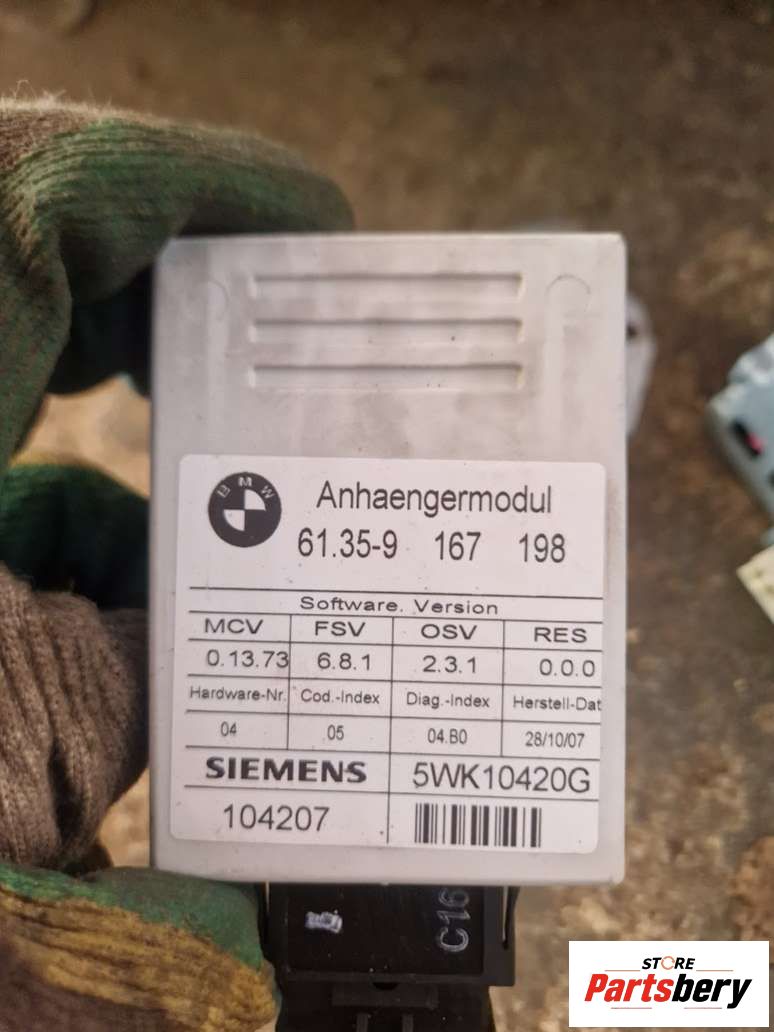 BMW
Anhaengermodul
61.35-9 167 198
Software. Version
MCV FSV OSV RES
0.13.73 6.8.1 2.3.1 0.0.0
Hardware-Nr. Cod.-Index Diag.-Index Herstell-Dat
04 05 04.B0 28/10/07
SIEMENS 5WK10420G
104207
STORE
Partsbery